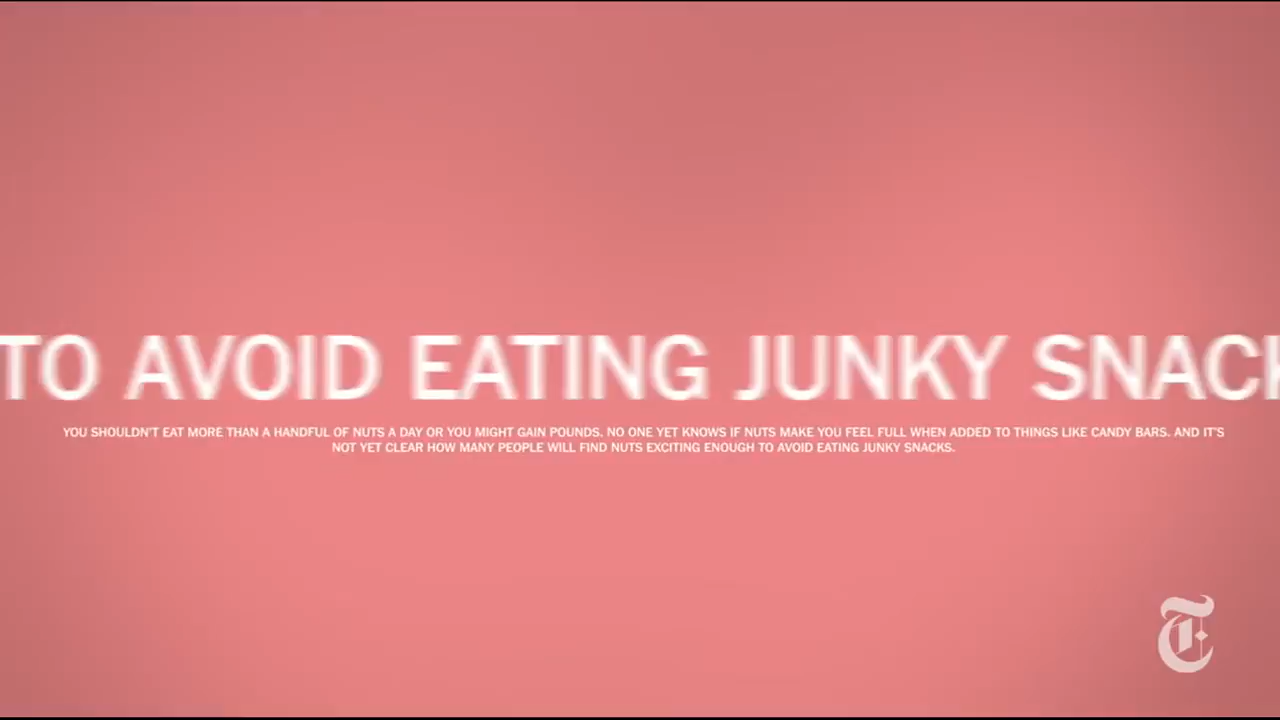 TO AVOID EATING JUNKY SNACK
YOU SHOULDN'T EAT MORE THAN A HANDFUL OF NUTS A DAY OR YOU MIGHT GAIN POUNDS. NO ONE YET KNOWS IF NUTS MAKE YOU FEEL FULL WHEN ADDED TO THINGS LIKE CANDY BARS. AND IT'S
NOT YET CLEAR HOW MANY PEOPLE WILL FIND NUTS EXCITING ENOUGH TO AVOID EATING JUNKY SNACKS.
T